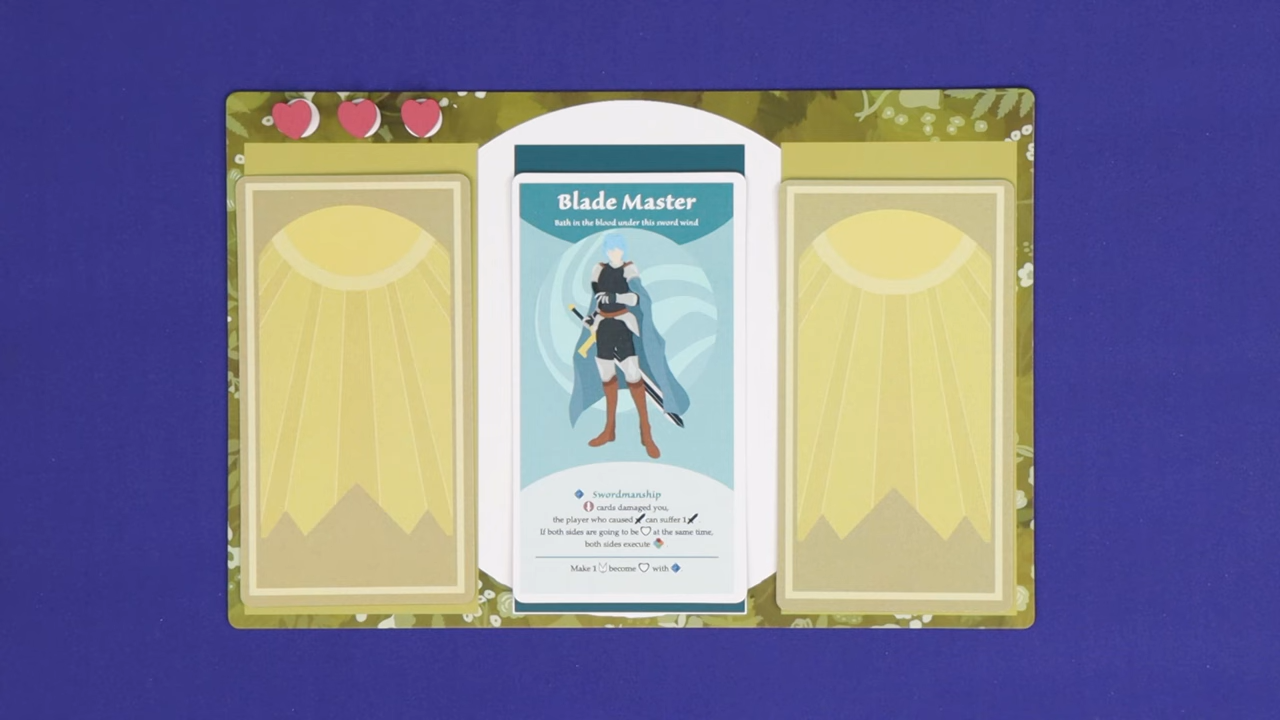 Blade Master
Bath in the blood under this sword wind
Swordmanship
cards damaged you,
the player who caused can suffer 1
If both sides are going to be at the same time,
both sides execute
Make 1 become with .